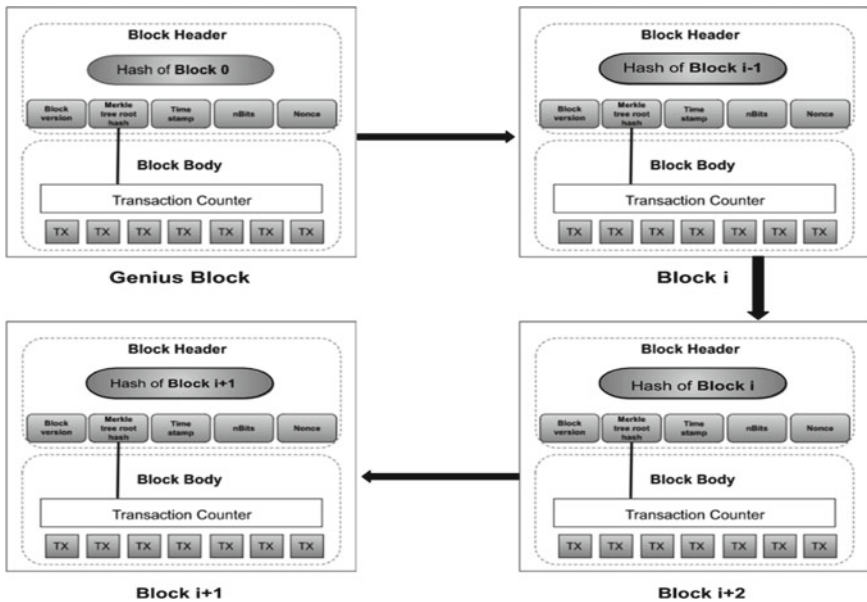 Block Header
Hash of Block 0
Block version
Merkle tree root hash
Time stamp
nBits
Nonce
Block Body
Transaction Counter
TX TX TX TX TX TX TX
Genius Block
Block Header
Hash of Block i-1
Block version
Merkle tree root hash
Time stamp
nBits
Nonce
Block Body
Transaction Counter
TX TX TX TX TX TX TX
Block i
Block Header
Hash of Block i+1
Block version
Merkle tree root hash
Time stamp
nBits
Nonce
Block Body
Transaction Counter
TX TX TX TX TX TX TX
Block i+1
Block Header
Hash of Block i
Block version
Merkle tree root hash
Time stamp
nBits
Nonce
Block Body
Transaction Counter
TX TX TX TX TX TX TX
Block i+2